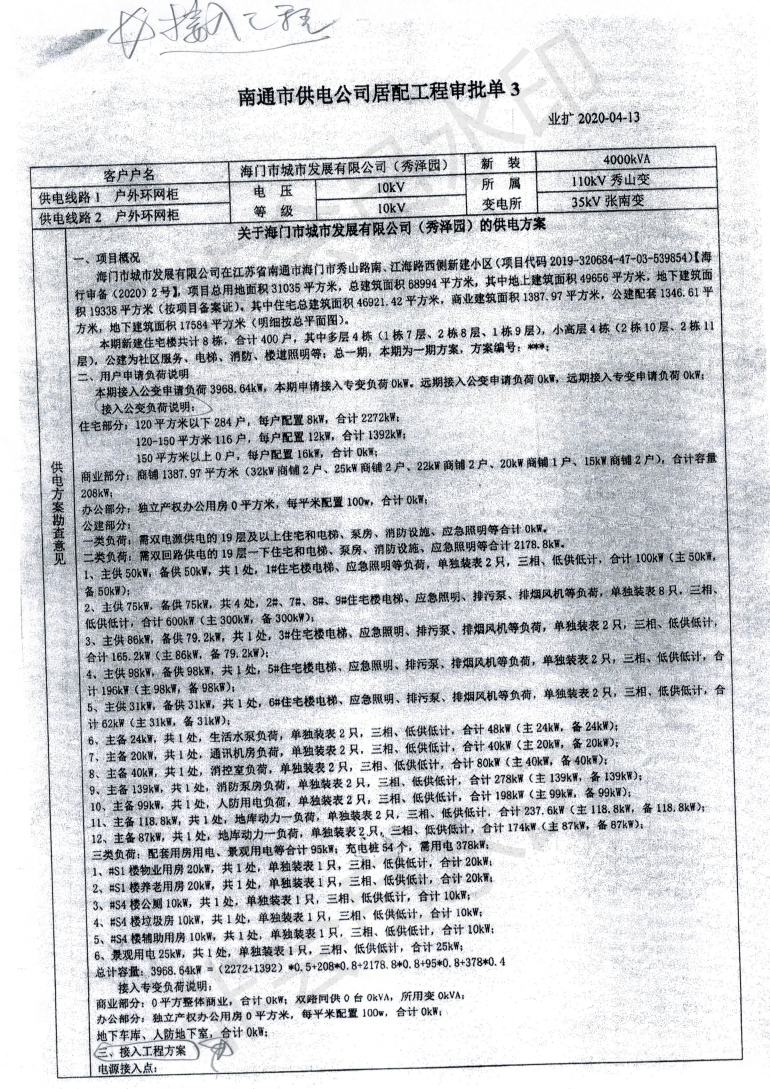 接入工程
南通市供电公司居配工程审批单 3
业扩 2020-04-13
客户户名 海门市城市发展有限公司（秀泽园） 新 装 4000kVA
供电线路 1 户外环网柜 电 压 10kV 所 属 110kV 秀山变
供电线路 2 户外环网柜 等 级 10kV 变电所 35kV 张南变
供电方案勘查意见
关于海门市城市发展有限公司（秀泽园）的供电方案
一、项目概况
海门市城市发展有限公司在江苏省南通市海门市秀山路南、江海路西侧新建小区（项目代码 2019-320684-47-03-539854）【海
行审备（2020）2 号】，项目总用地面积 31035 平方米，总建筑面积 68994 平方米，其中地上建筑面积 49656 平方米，地下建筑面
积 19338 平方米（按项目备案证）。其中住宅总建筑面积 46921.42 平方米，商业建筑面积 1387.97 平方米，公建配套 1346.61 平
方米，地下建筑面积 17584 平方米（明细按总平面图）。
本期新建住宅楼共计 8 栋，合计 400 户，其中多层 4 栋（1 栋 7 层、2 栋 8 层、1 栋 9 层），小高层 4 栋（2 栋 10 层、2 栋 11
层），公建为社区服务、电梯、消防、楼道照明等；总一期，本期为一期方案，方案编号：***；
二、用户申请负荷说明
本期接入公变申请负荷 3968.64kW，本期申请接入专变负荷 0kW。远期接入公变申请负荷 0kW，远期接入专变申请负荷 0kW；
接入公变负荷说明：
住宅部分：120 平方米以下 284 户，每户配置 8kW，合计 2272kW；
120-150 平方米 116 户，每户配置 12kW，合计 1392kW；
150 平方米以上 0 户，每户配置 16kW，合计 0kW；
商业部分：商铺 1387.97 平方米（32kW 商铺 2 户、25kW 商铺 2 户、22kW 商铺 2 户、20kW 商铺 1 户、15kW 商铺 2 户），合计容量
208kW；
办公部分：独立产权办公用房 0 平方米，每平米配置 100w，合计 0kW；
公建部分：
一类负荷：需双电源供电的 19 层及以上住宅和电梯、泵房、消防设施、应急照明等合计 0kW。
二类负荷：需双回路供电的 19 层一下住宅和电梯、泵房、消防设施、应急照明等合计 2178.8kW。
1、主供 50kW，备供 50kW，共 1 处，1#住宅楼电梯、应急照明等负荷，单独装表 2 只，三相、低供低计，合计 100kW（主 50kW，
备 50kW）；
2、主供 75kW，备供 75kW，共 4 处，2#、7#、8#、9#住宅楼电梯、应急照明、排污泵、排烟风机等负荷，单独装表 8 只，三相、
低供低计，合计 600kW（主 300kW，备 300kW）；
3、主供 86kW，备供 79.2kW，共 1 处，3#住宅楼电梯、应急照明、排污泵、排烟风机等负荷，单独装表 2 只，三相、低供低计，
合计 165.2kW（主 86kW，备 79.2kW）；
4、主供 98kW，备供 98kW，共 1 处，5#住宅楼电梯、应急照明、排污泵、排烟风机等负荷，单独装表 2 只，三相、低供低计，合
计 196kW（主 98kW，备 98kW）；
5、主供 31kW，备供 31kW，共 1 处，6#住宅楼电梯、应急照明、排污泵、排烟风机等负荷，单独装表 2 只，三相、低供低计，合
计 62kW（主 31kW，备 31kW）；
6、主备 24kW，共 1 处，生活水泵负荷，单独装表 2 只，三相、低供低计，合计 48kW（主 24kW，备 24kW）；
7、主备 20kW，共 1 处，通讯机房负荷，单独装表 2 只，三相、低供低计，合计 40kW（主 20kW，备 20kW）；
8、主备 40kW，共 1 处，消控室负荷，单独装表 2 只，三相、低供低计，合计 80kW（主 40kW，备 40kW）；
9、主备 139kW，共 1 处，消防泵房负荷，单独装表 2 只，三相、低供低计，合计 278kW（主 139kW，备 139kW）；
10、主备 99kW，共 1 处，人防用电负荷，单独装表 2 只，三相、低供低计，合计 198kW（主 99kW，备 99kW）；
11、主备 118.8kW，共 1 处，地库动力一负荷，单独装表 2 只，三相、低供低计，合计 237.6kW（主 118.8kW，备 118.8kW）；
12、主备 87kW，共 1 处，地库动力一负荷，单独装表 2 只，三相、低供低计，合计 174kW（主 87kW，备 87kW）；
三类负荷：配套用房用电、景观用电等合计 95kW；充电桩 54 个，需用电 378kW；
1、#S1 楼物业用房 20kW，共 1 处，单独装表 1 只，三相、低供低计，合计 20kW；
2、#S1 楼养老用房 20kW，共 1 处，单独装表 1 只，三相、低供低计，合计 20kW；
3、#S4 楼公厕 10kW，共 1 处，单独装表 1 只，三相、低供低计，合计 10kW；
4、#S4 楼垃圾房 10kW，共 1 处，单独装表 1 只，三相、低供低计，合计 10kW；
5、#S4 楼辅助用房 10kW，共 1 处，单独装表 1 只，三相、低供低计，合计 10kW；
6、景观用电 25kW，共 1 处，单独装表 1 只，三相、低供低计，合计 25kW；
总计容量：3968.64kW =（2272+1392）*0.5+208*0.8+2178.8*0.8+95*0.8+378*0.4
接入专变负荷说明：
商业部分：0 平方整体商业，合计 0kW；双路同供 0 台 0kVA，所用变 0kVA；
办公部分：独立产权办公用房 0 平方米，每平米配置 100w，合计 0kW；
地下车库、人防地下室，合计 0kW；
三、接入工程方案
电源接入点：